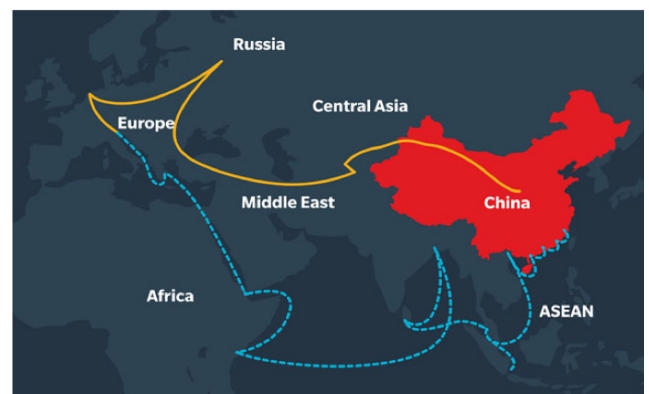 Russia
Central Asia
Europe
Middle East
China
Africa
ASEAN